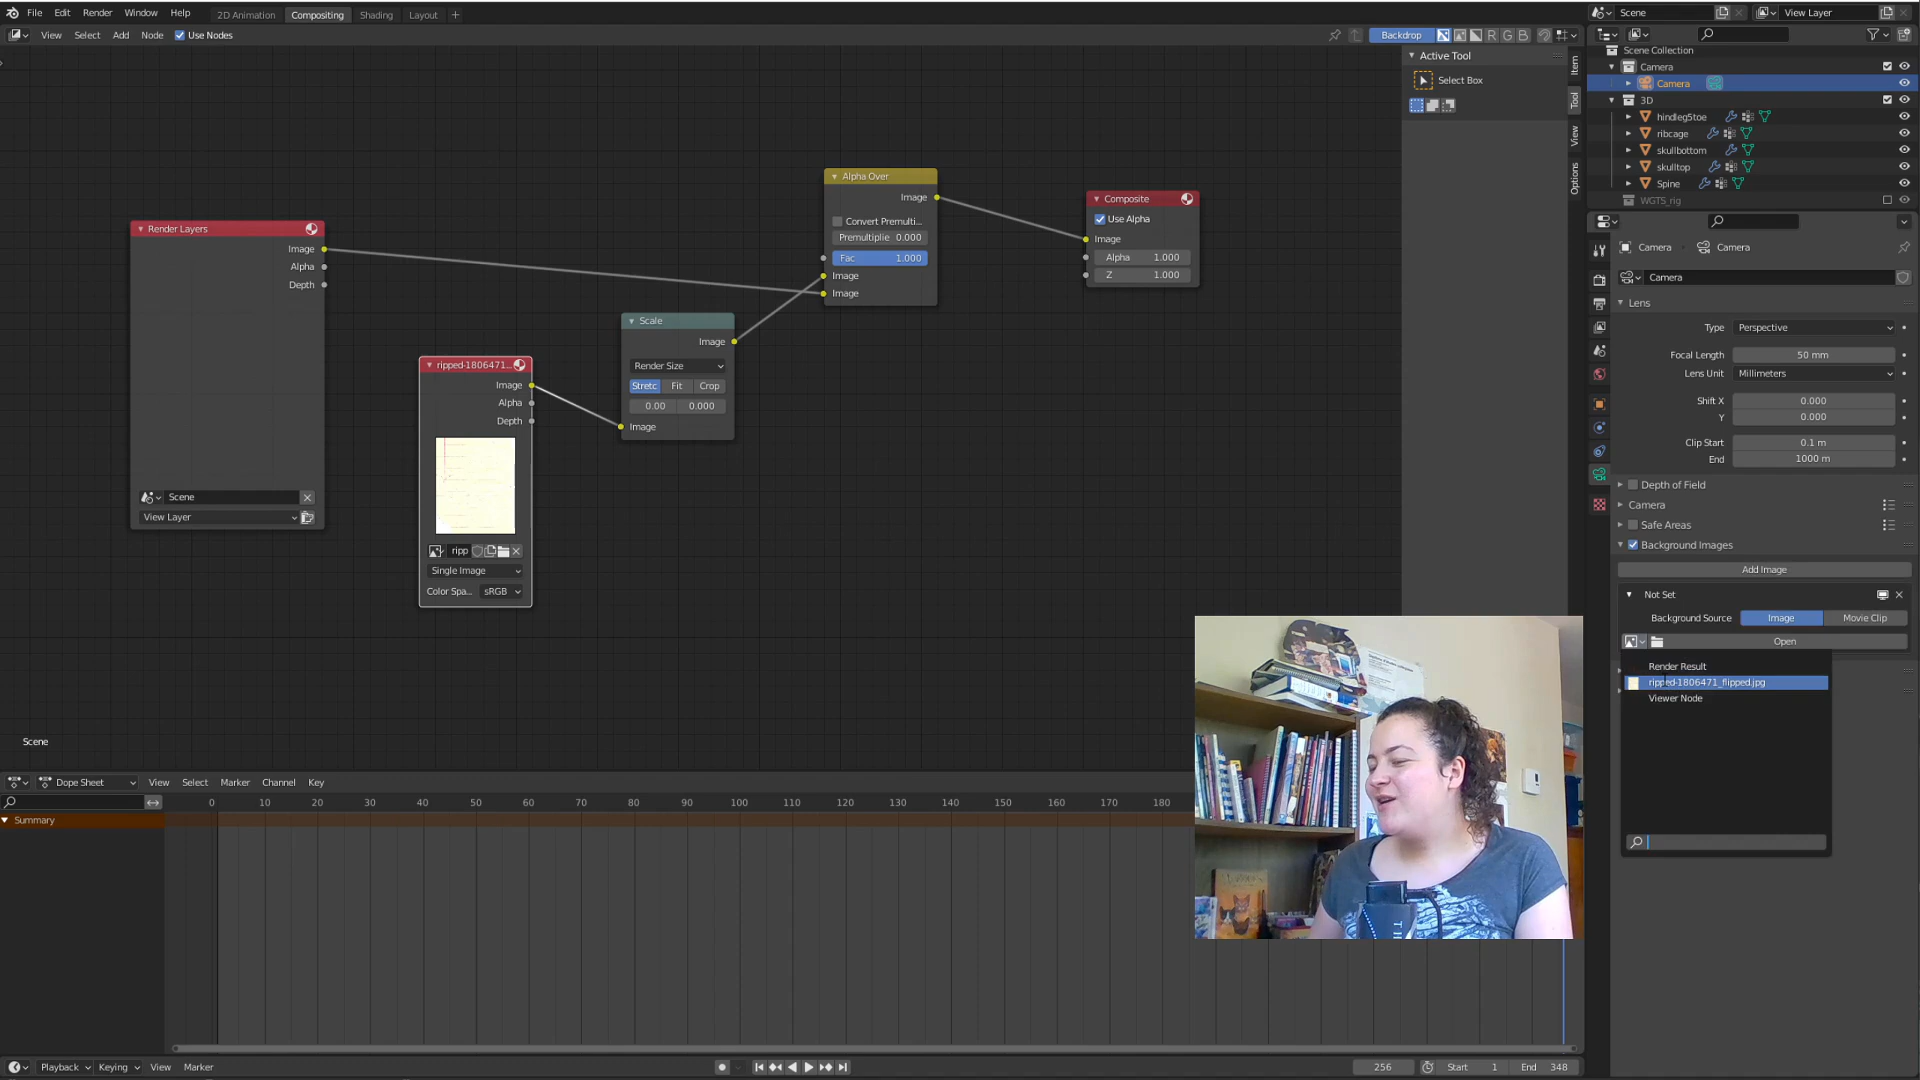 File Edit Render Window Help 2D Animation Compositing Shading Layout +
Scene View Layer
View Select Add Node Use Nodes Backdrop R G B
Active Tool
Select Box
Item
Tool
View
Options
Scene Collection
Camera
Camera
3D
hindleg5toe
ribcage
skullbottom
skulltop
Spine
WGTS_rig
Camera Camera
Camera
Lens
Type Perspective
Focal Length 50 mm
Lens Unit Millimeters
Shift X 0.000
Y 0.000
Clip Start 0.1 m
End 1000 m
Depth of Field
Camera
Safe Areas
Background Images
Add Image
Not Set
Background Source Image Movie Clip
Open
Render Result
ripped-1806471_flipped.jpg
Viewer Node
Render Layers
Image
Alpha
Depth
Scene
View Layer
ripped-1806471...
Image
Alpha
Depth
ripp
Single Image
Color Spa... sRGB
Scale
Image
Render Size
Stretc Fit Crop
0.00 0.000
Image
Alpha Over
Image
Convert Premulti...
Premultiplie 0.000
Fac 1.000
Image
Image
Composite
Use Alpha
Image
Alpha 1.000
Z 1.000
Scene
Dope Sheet View Select Marker Channel Key
0 10 20 30 40 50 60 70 80 90 100 110 120 130 140 150 160 170 180
Summary
Playback Keying View Marker 256 Start 1 End 348